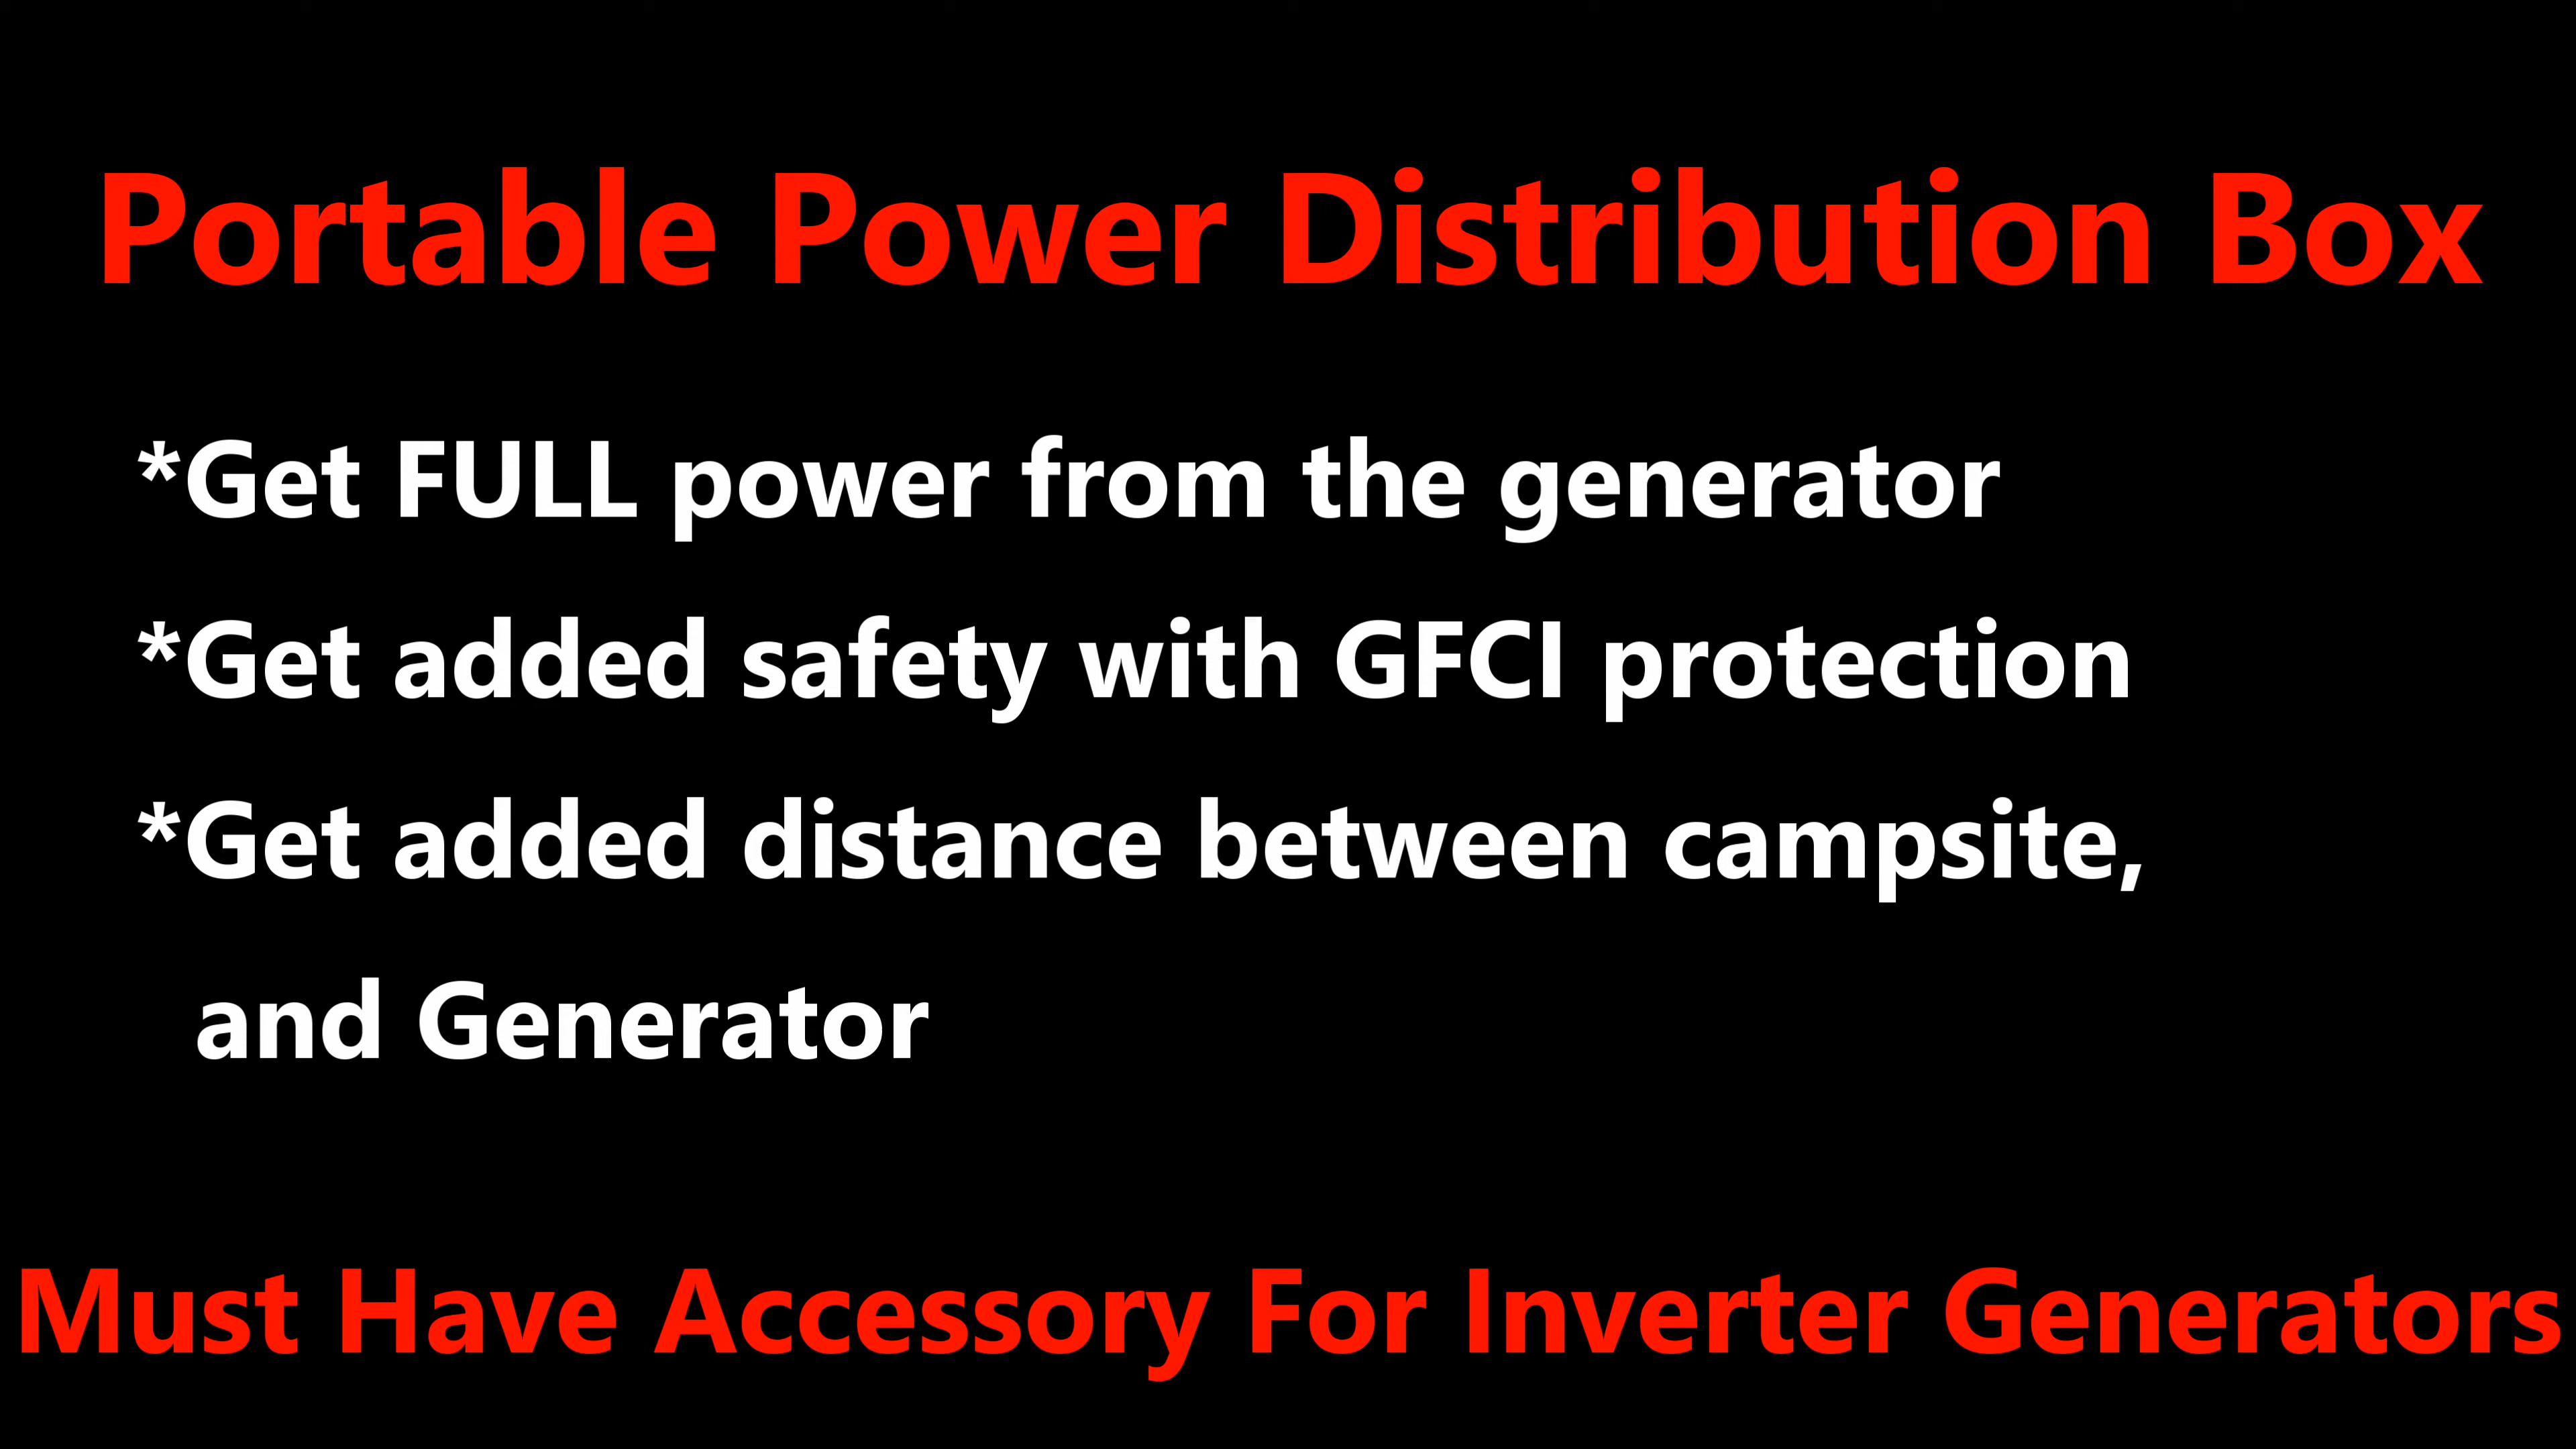 Portable Power Distribution Box
*Get FULL power from the generator
*Get added safety with GFCI protection
*Get added distance between campsite,
and Generator
Must Have Accessory For Inverter Generators